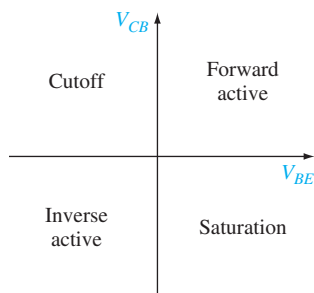 V_CB
Cutoff
Forward
active
V_BE
Inverse
active
Saturation